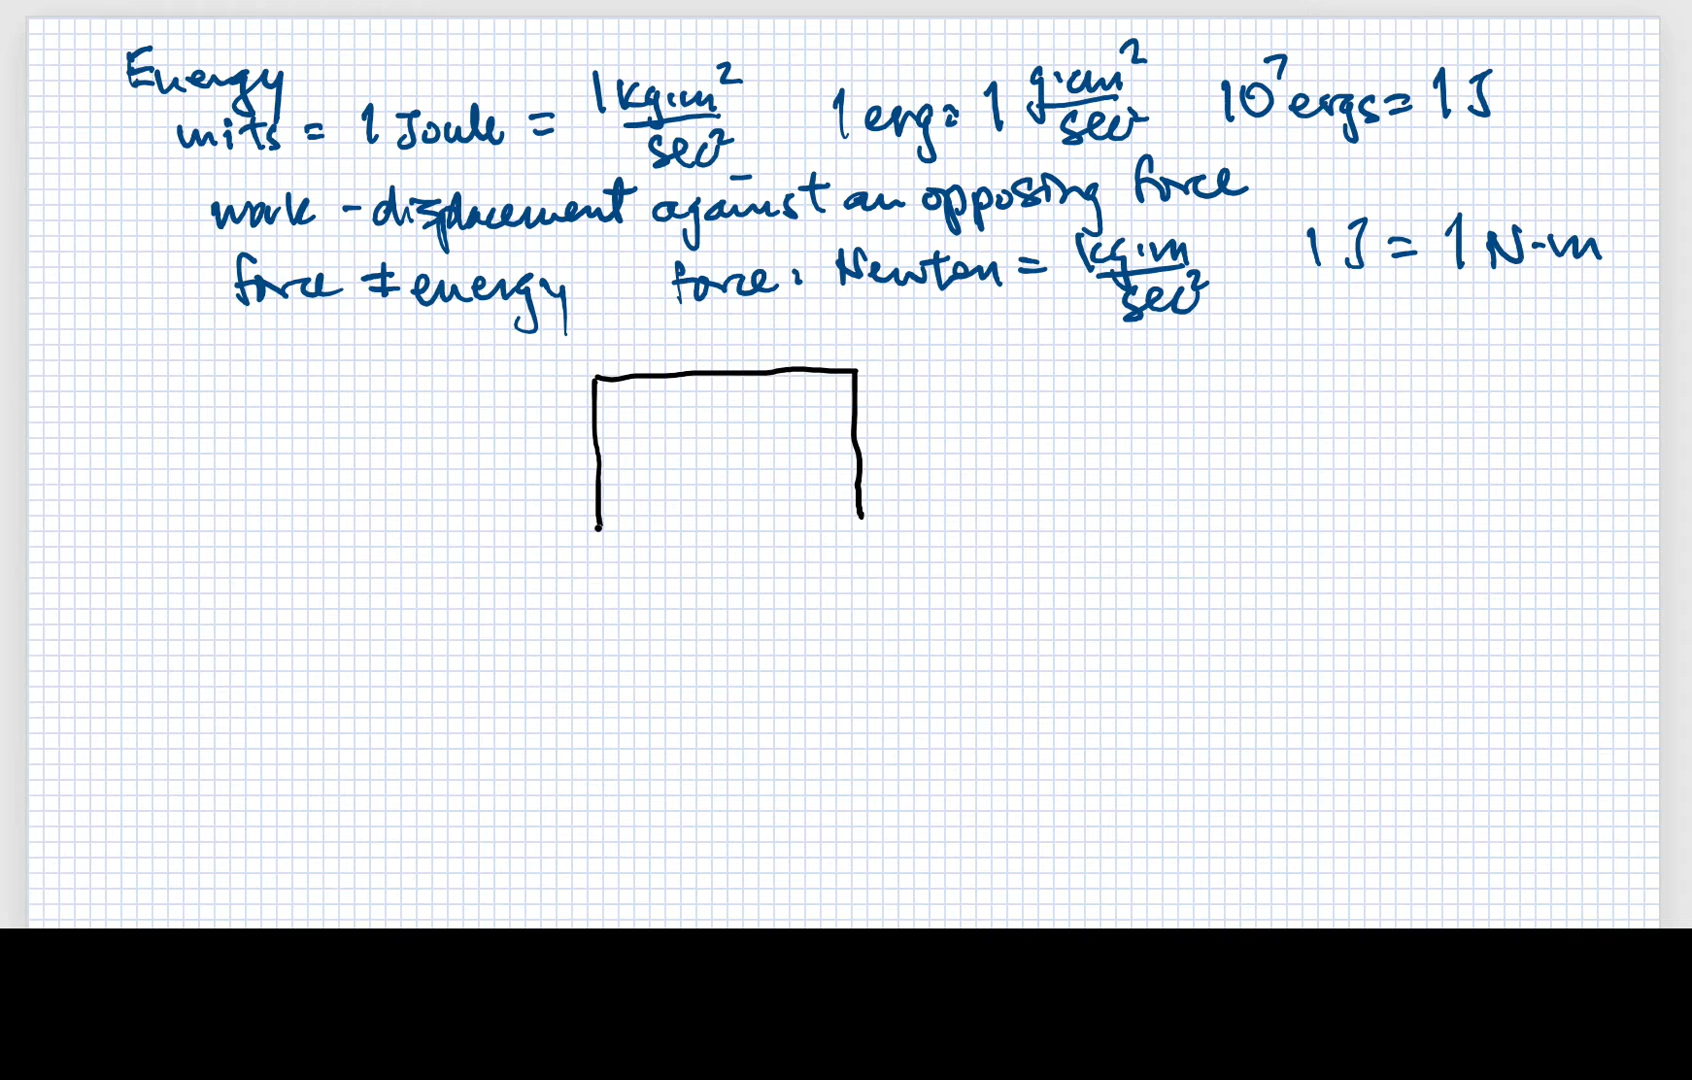 Energy
units = 1 Joule = 1 kg·m²/sec² 1 erg = 1 g·cm²/sec² 10⁷ ergs = 1 J
work - displacement against an opposing force
force ≠ energy force: Newton = kg·m/sec² 1 J = 1 N-m